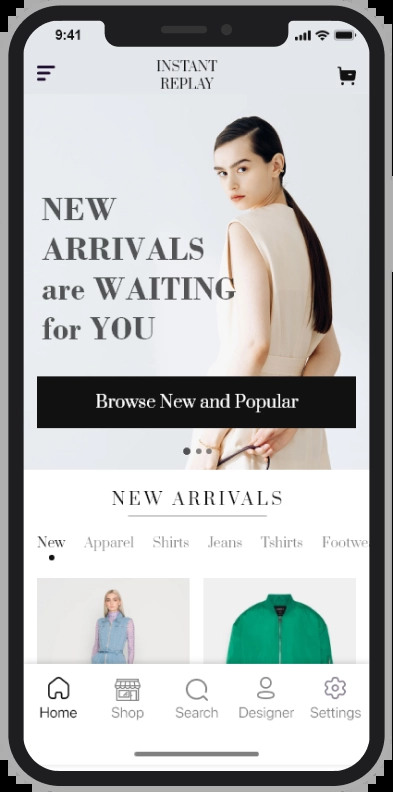 9:41
INSTANT
REPLAY
NEW
ARRIVALS
are WAITING
for YOU
Browse New and Popular
NEW ARRIVALS
New Apparel Shirts Jeans Tshirts Footwe
Home Shop Search Designer Settings